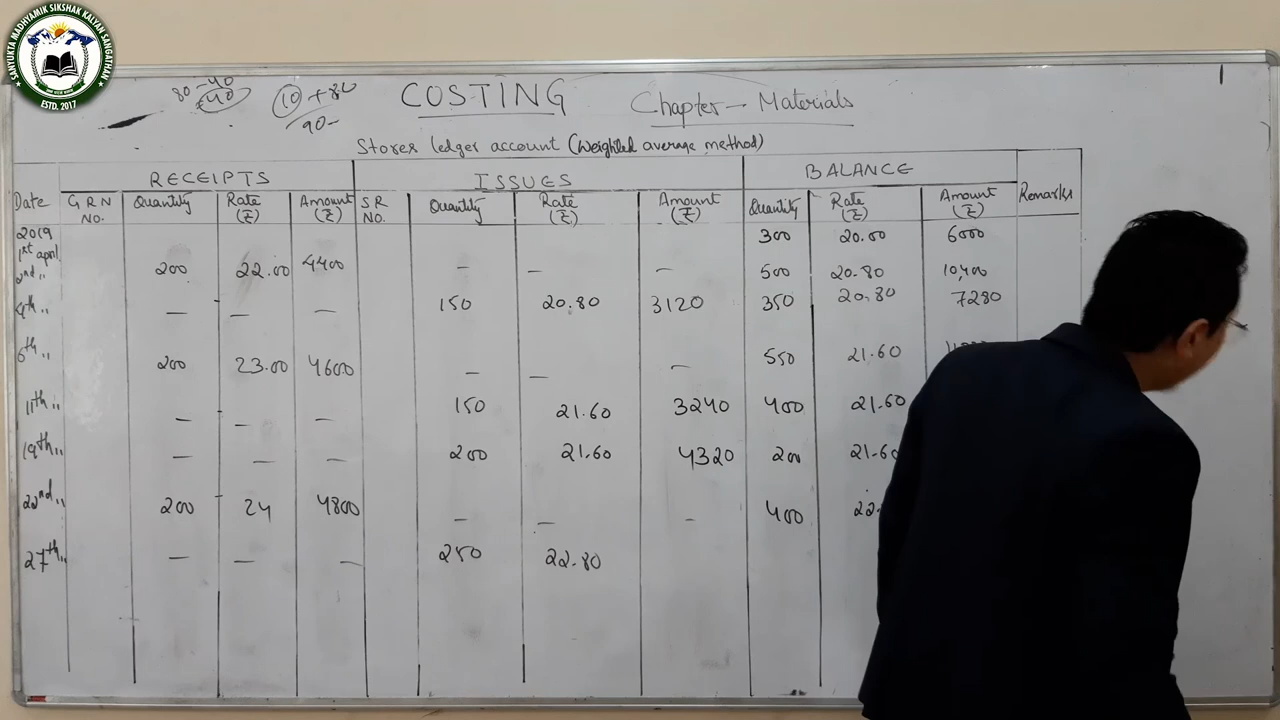 SANYUKTA MADHYAMIK SIKSHAK KALYAN SANGATHAN
ESTD. 2017
80-40
40
10 + 80
90-
COSTING Chapter - Materials
Stores ledger account (Weighted average method)
RECEIPTS ISSUES BALANCE
Date G R N No. Quantity Rate (₹) Amount (₹) S R No. Quantity Rate (₹) Amount (₹) Quantity Rate (₹) Amount (₹) Remarks
2019
1st april 300 20.00 6000
2nd " 200 22.00 4400 — — — 500 20.80 10,400
4th " — — — 150 20.80 3120 350 20.80 7280
6th " 200 23.00 4600 — — — 550 21.60
11th " — — — 150 21.60 3240 400 21.60
19th " — — — 200 21.60 4320 200 21.60
22nd " 200 24 4800 — — — 400 22.
27th " — — — 250 22.80